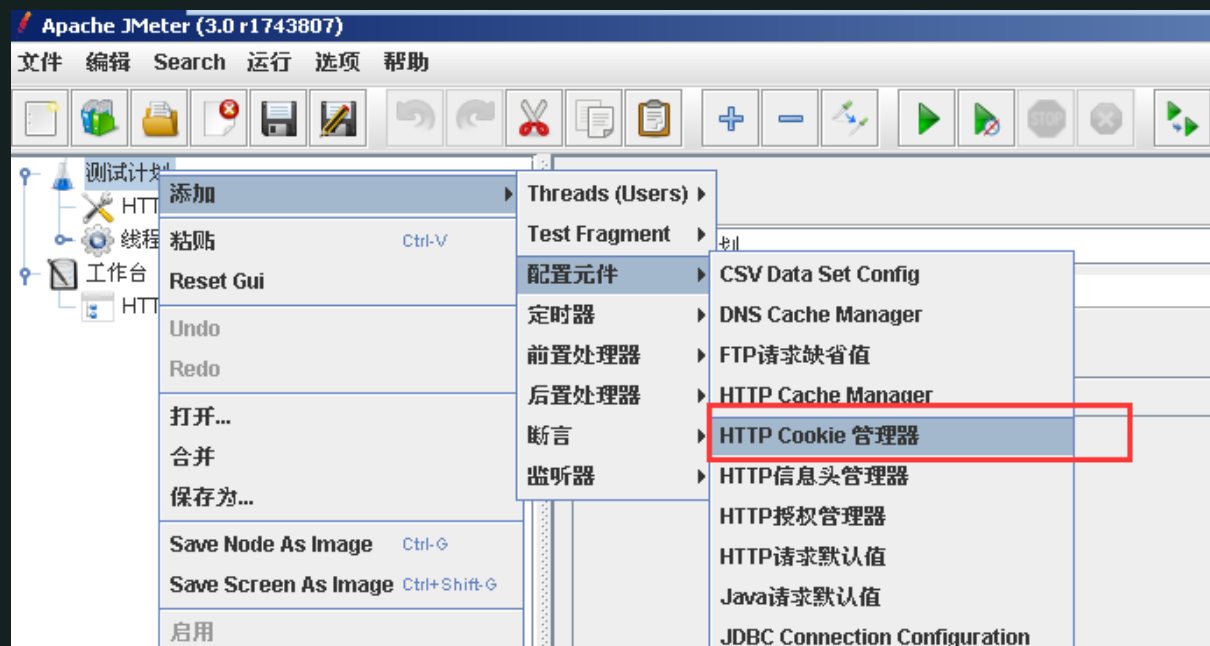 Apache JMeter (3.0 r1743807)
文件 编辑 Search 运行 选项 帮助
STOP
测试计划
HTT
线程
工作台
HTT
添加
粘贴 Ctrl-V
Reset Gui
Undo
Redo
打开...
合并
保存为...
Save Node As Image Ctrl-G
Save Screen As Image Ctrl+Shift-G
启用
Threads (Users)
Test Fragment
配置元件
定时器
前置处理器
后置处理器
断言
监听器
CSV Data Set Config
DNS Cache Manager
FTP请求缺省值
HTTP Cache Manager
HTTP Cookie 管理器
HTTP信息头管理器
HTTP授权管理器
HTTP请求默认值
Java请求默认值
JDBC Connection Configuration